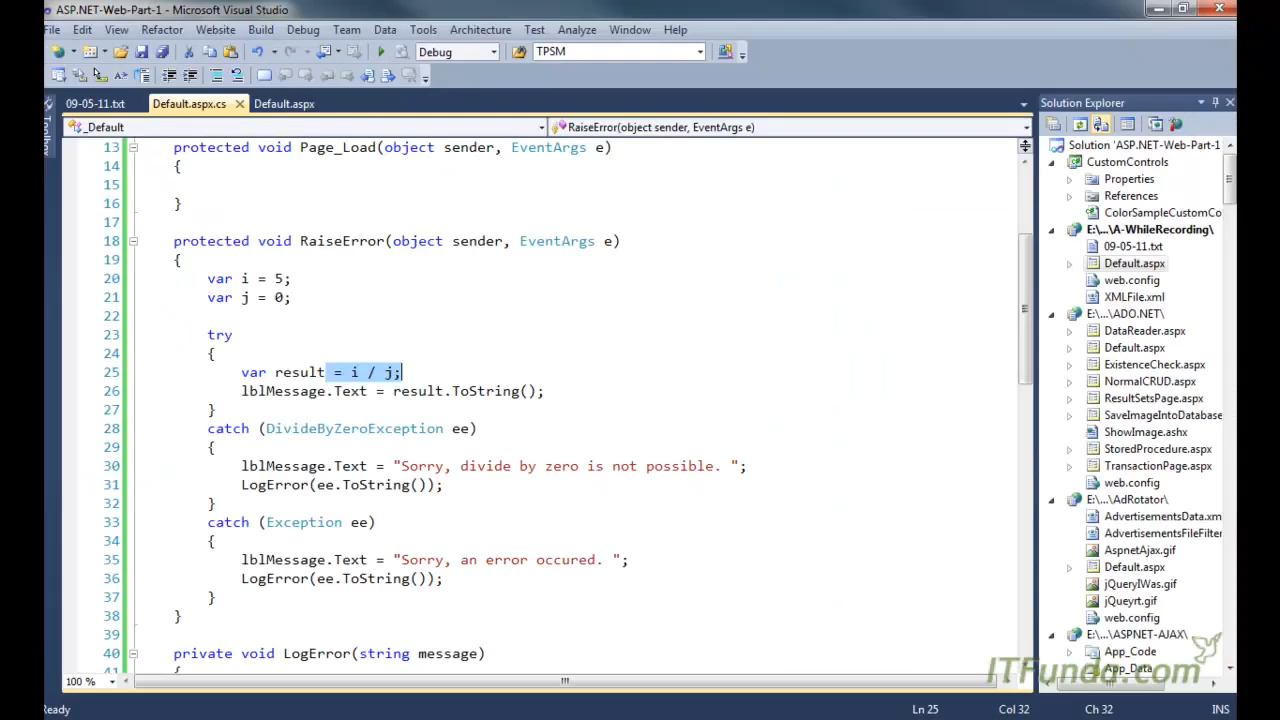 ASP.NET-Web-Part-1 - Microsoft Visual Studio
File Edit View Refactor Website Build Debug Team Data Tools Architecture Test Analyze Window Help
Debug TPSM
09-05-11.txt Default.aspx.cs Default.aspx
_Default RaiseError(object sender, EventArgs e)
13 protected void Page_Load(object sender, EventArgs e)
14 {
15
16 }
17
18 protected void RaiseError(object sender, EventArgs e)
19 {
20 var i = 5;
21 var j = 0;
22
23 try
24 {
25 var result = i / j;
26 lblMessage.Text = result.ToString();
27 }
28 catch (DivideByZeroException ee)
29 {
30 lblMessage.Text = "Sorry, divide by zero is not possible. ";
31 LogError(ee.ToString());
32 }
33 catch (Exception ee)
34 {
35 lblMessage.Text = "Sorry, an error occured. ";
36 LogError(ee.ToString());
37 }
38 }
39
40 private void LogError(string message)
41 {
100 %
Toolbox
Solution Explorer
Solution 'ASP.NET-Web-Part-1
CustomControls
Properties
References
ColorSampleCustomCo
E:\...\A-WhileRecording\
09-05-11.txt
Default.aspx
web.config
XMLFile.xml
E:\...\ADO.NET\
DataReader.aspx
Default.aspx
ExistenceCheck.aspx
NormalCRUD.aspx
ResultSetsPage.aspx
SaveImageIntoDatabase
ShowImage.ashx
StoredProcedure.aspx
TransactionPage.aspx
web.config
E:\...\AdRotator\
AdvertisementsData.xm
AdvertisementsFileFilter
AspnetAjax.gif
Default.aspx
jQueryIWas.gif
jQueyrt.gif
web.config
E:\...\ASPNET-AJAX\
App_Code
App_Data
ITFunda.com
Ready Ln 25 Col 32 Ch 32 INS